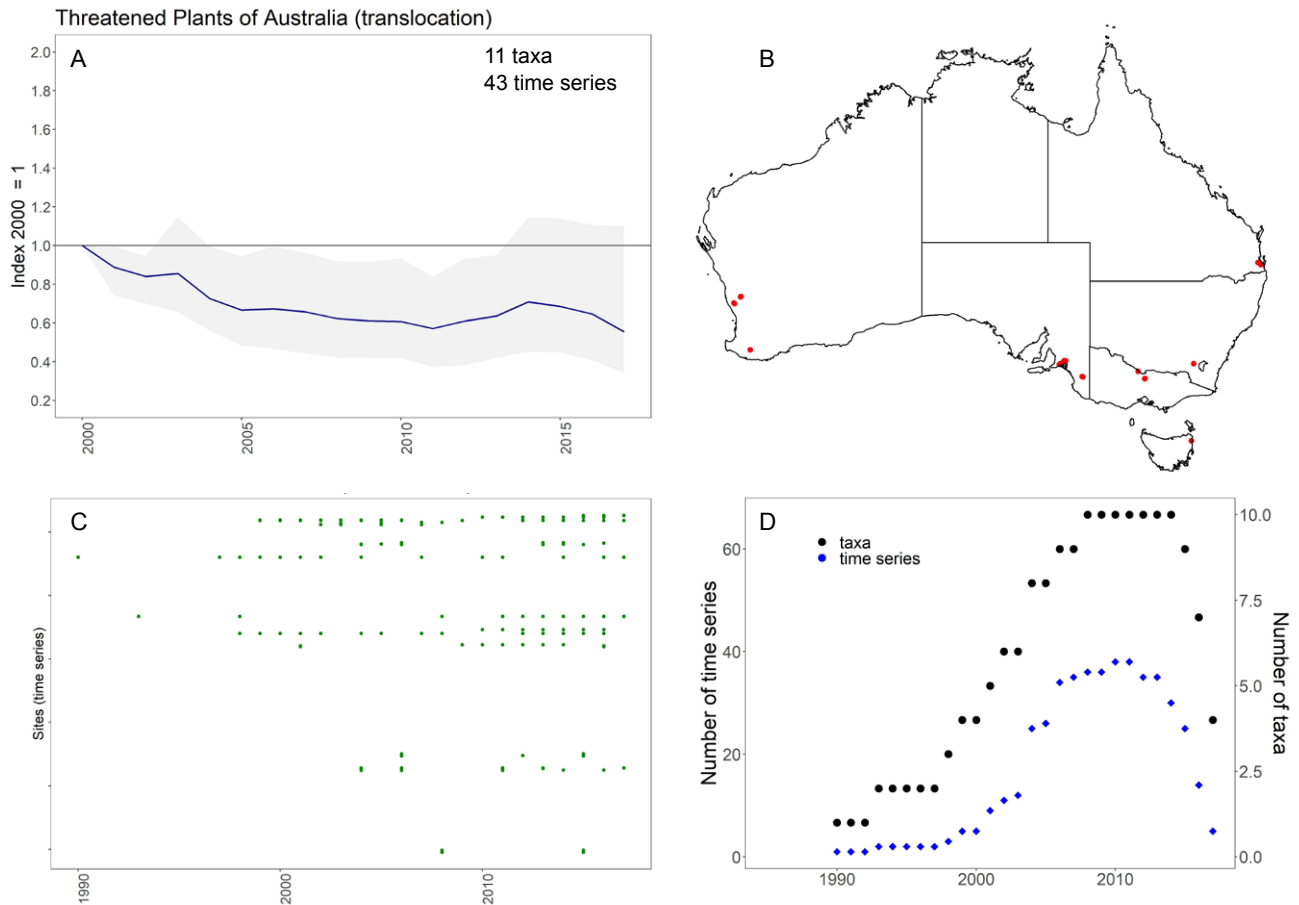 Threatened Plants of Australia (translocation)
A
11 taxa
43 time series
2.0
1.8
1.6
1.4
1.2
1.0
0.8
0.6
0.4
0.2
Index 2000 = 1
2000
2005
2010
2015
B
C
Sites (time series)
1990
2000
2010
D
taxa
time series
Number of time series
60
40
20
0
10.0
7.5
5.0
2.5
0.0
Number of taxa
1990
2000
2010